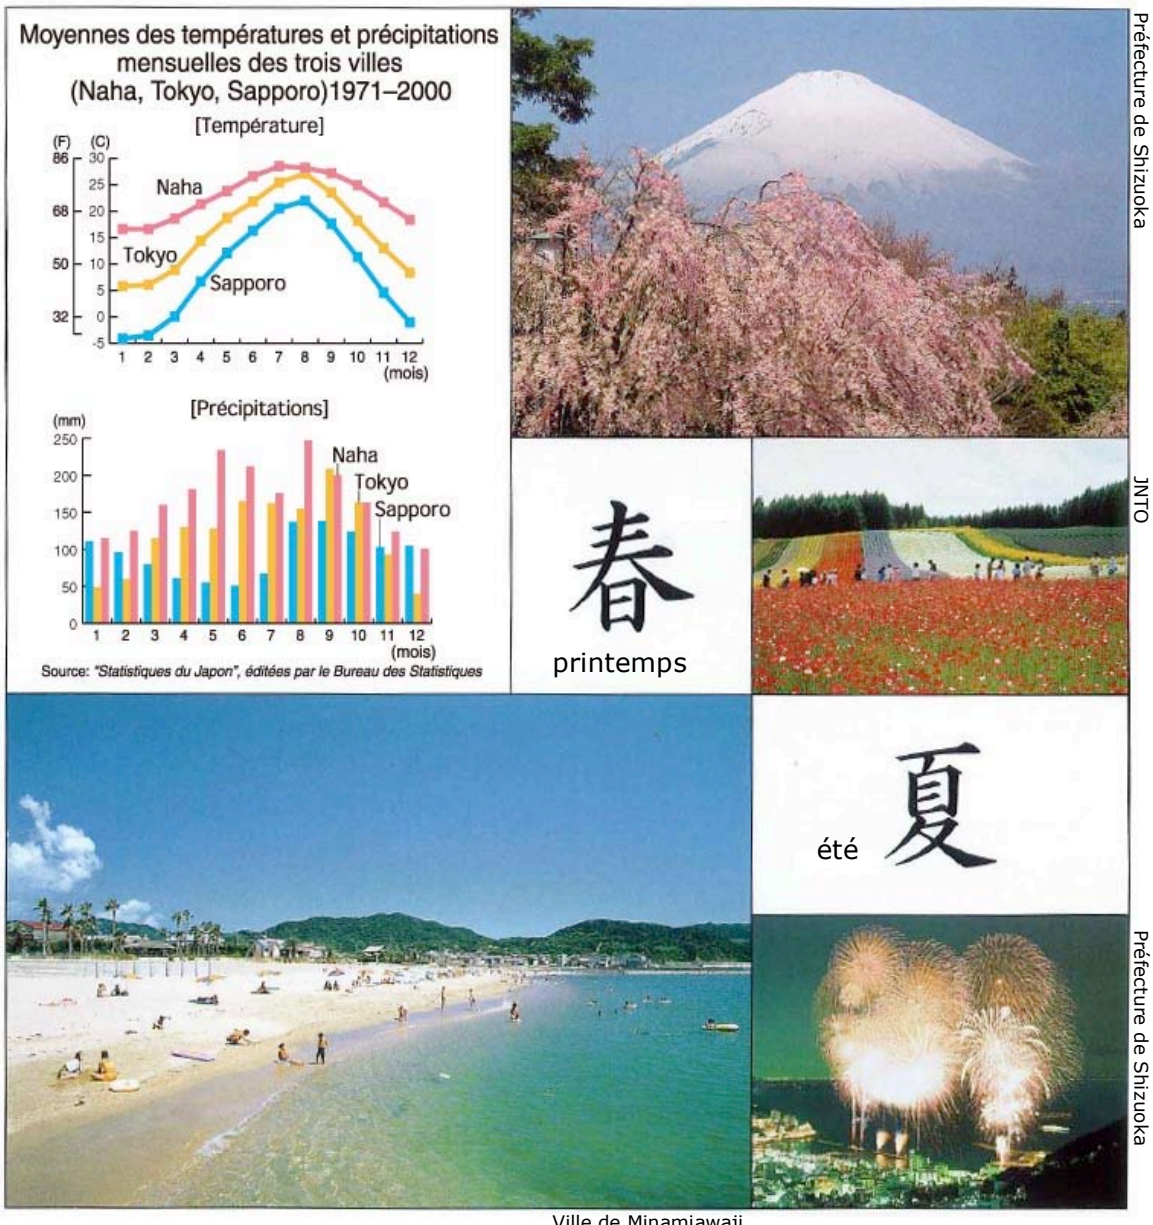 Moyennes des températures et précipitations
mensuelles des trois villes
(Naha, Tokyo, Sapporo)1971–2000
[Température]
(F) (C)
86 30
25
68 20
15
50 10
5
32 0
-5
Naha
Tokyo
Sapporo
1 2 3 4 5 6 7 8 9 10 11 12
(mois)
[Précipitations]
(mm)
250
200
150
100
50
0
Naha
Tokyo
Sapporo
1 2 3 4 5 6 7 8 9 10 11 12
(mois)
Source: "Statistiques du Japon", éditées par le Bureau des Statistiques
Préfecture de Shizuoka
春
printemps
JNTO
夏
été
Préfecture de Shizuoka
Ville de Minamiawaji